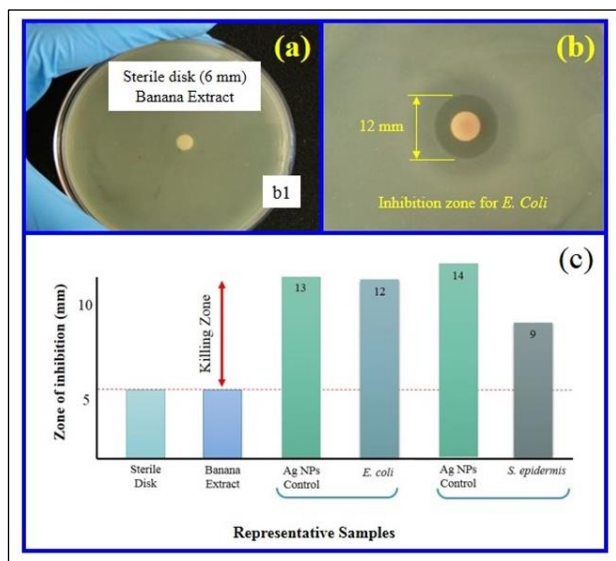 (a)
Sterile disk (6 mm)
Banana Extract
b1
(b)
12 mm
Inhibition zone for E. Coli
(c)
Zone of inhibition (mm)
10
5
Killing Zone
13
12
14
9
Sterile
Disk
Banana
Extract
Ag NPs
Control
E. coli
Ag NPs
Control
S. epidermis
Representative Samples